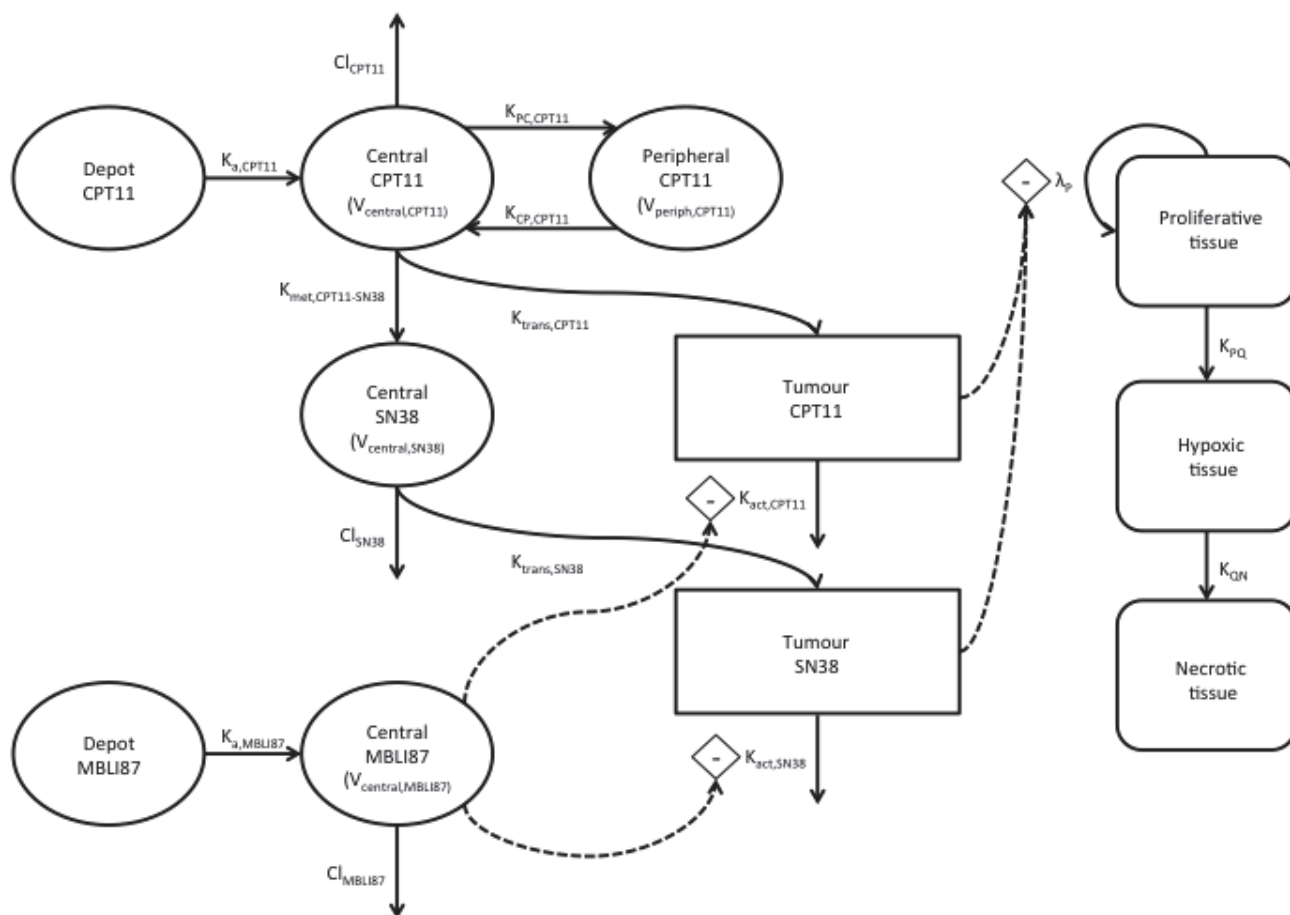 Cl_CPT11
Depot
CPT11
K_a,CPT11
Central
CPT11
(V_central,CPT11)
K_PC,CPT11
K_CP,CPT11
Peripheral
CPT11
(V_periph,CPT11)
- λ_P
Proliferative
tissue
K_met,CPT11-SN38
K_trans,CPT11
K_PQ
Central
SN38
(V_central,SN38)
Tumour
CPT11
Hypoxic
tissue
- K_act,CPT11
Cl_SN38
K_trans,SN38
K_QN
Tumour
SN38
Necrotic
tissue
Depot
MBLI87
K_a,MBLI87
Central
MBLI87
(V_central,MBLI87)
- K_act,SN38
Cl_MBLI87